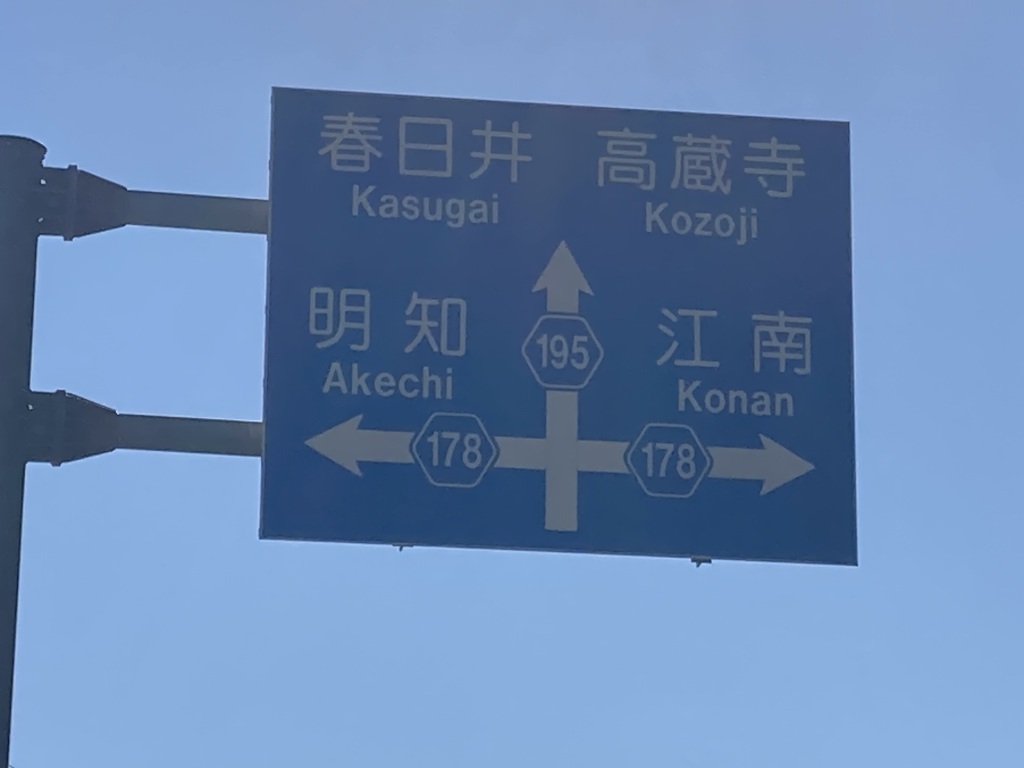 春日井 高蔵寺
Kasugai Kozoji
明知 江南
Akechi Konan
195
178 178